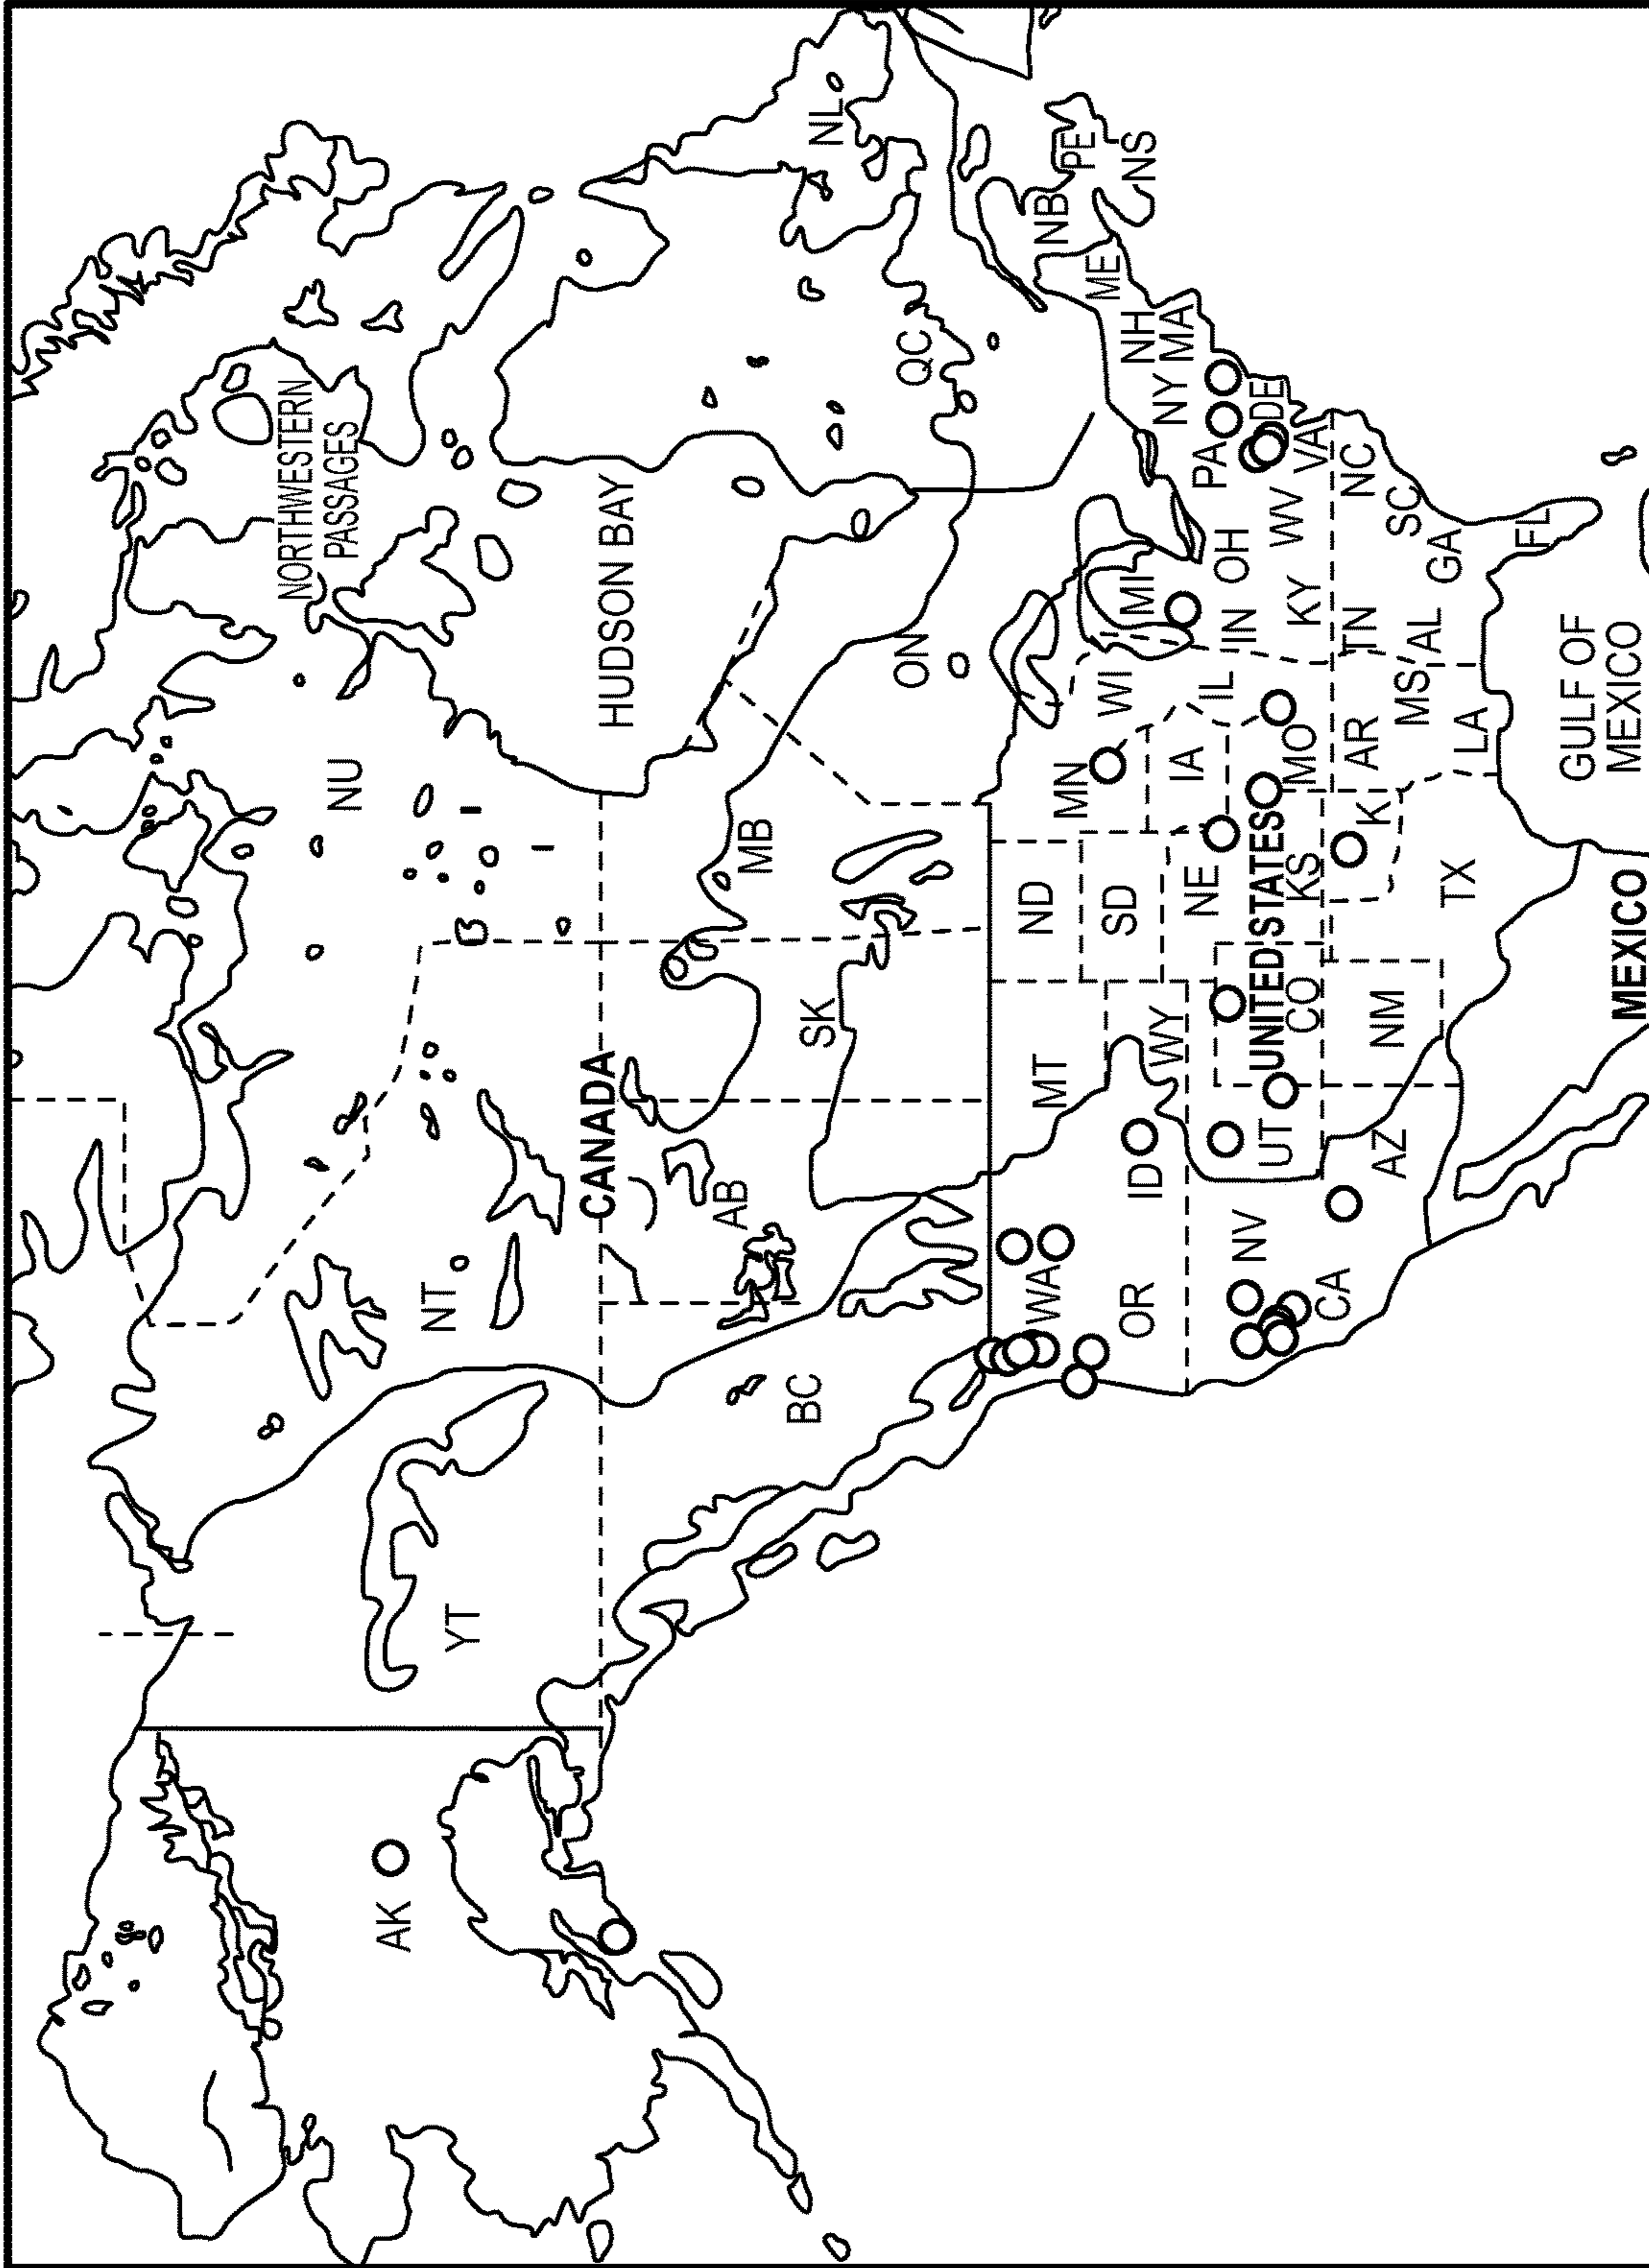 NORTHWESTERN
PASSAGES
NU
AK
YT
NT
CANADA
HUDSON BAY
NL
BC
AB
SK
MB
ON
QC
NB
PE
NS
ME
NH
MA
NY
WA
MT
ND
MN
WI
MI
OR
ID
WY
SD
IA
IL
IN
OH
PA
DE
NV
UT
UNITED STATES
NE
CO
KS
MO
KY
WV
VA
CA
AZ
NM
K
AR
TN
NC
SC
TX
LA
MS
AL
GA
FL
GULF OF
MEXICO
MEXICO